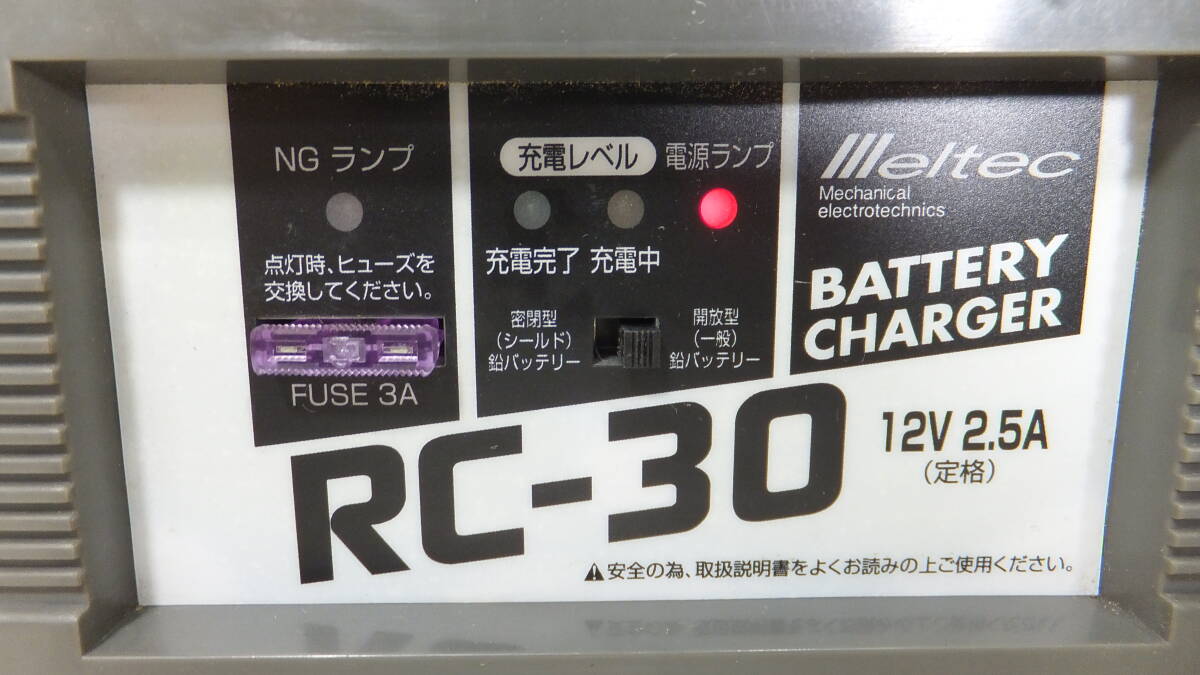 NG ランプ
点灯時、ヒューズを
交換してください。
FUSE 3A
充電レベル
電源ランプ
充電完了
充電中
密閉型
（シールド）
鉛バッテリー
開放型
（一般）
鉛バッテリー
Meltec
Mechanical
electrotechnics
BATTERY
CHARGER
RC-30
12V 2.5A
（定格）
⚠安全の為、取扱説明書をよくお読みの上ご使用ください。